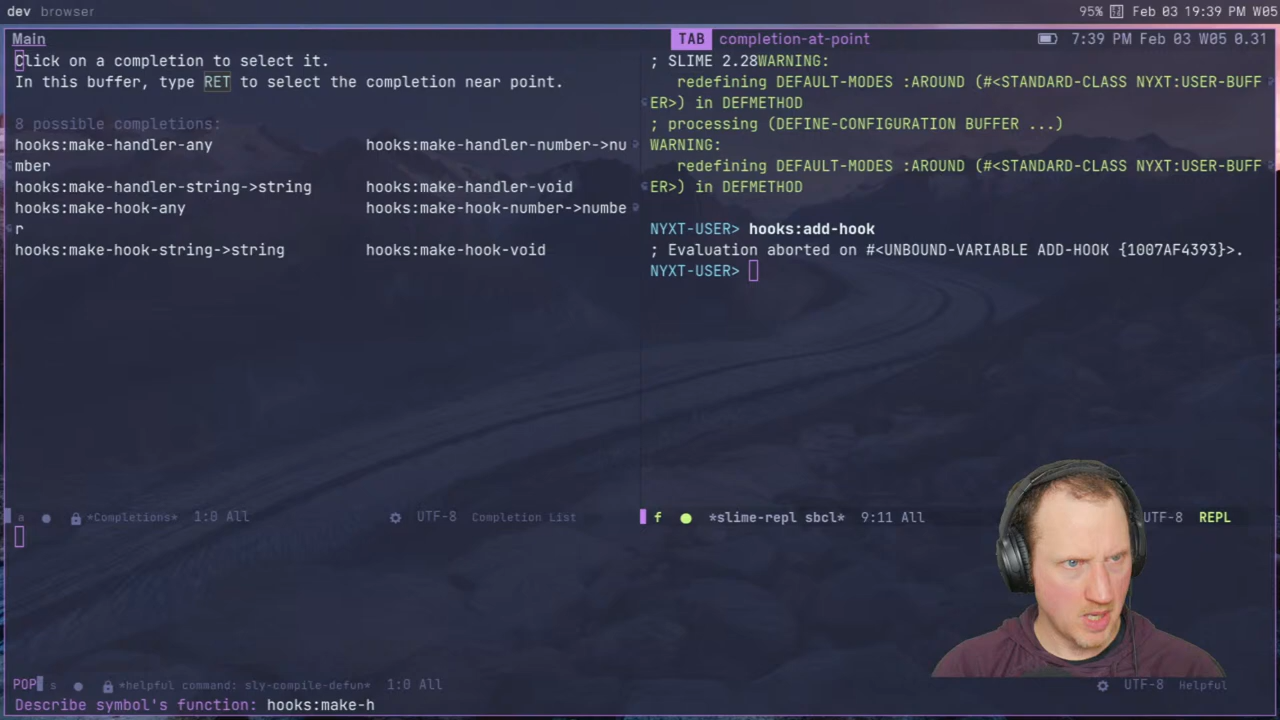 dev browser
95% Feb 03 19:39 PM W05
Main
TAB completion-at-point
7:39 PM Feb 03 W05 0.31
Click on a completion to select it.
In this buffer, type RET to select the completion near point.
8 possible completions:
hooks:make-handler-any hooks:make-handler-number->nu
mber
hooks:make-handler-string->string hooks:make-handler-void
hooks:make-hook-any hooks:make-hook-number->numbe
r
hooks:make-hook-string->string hooks:make-hook-void
a *Completions* 1:0 All UTF-8 Completion List
; SLIME 2.28WARNING:
redefining DEFAULT-MODES :AROUND (#<STANDARD-CLASS NYXT:USER-BUFF
ER>) in DEFMETHOD
; processing (DEFINE-CONFIGURATION BUFFER ...)
WARNING:
redefining DEFAULT-MODES :AROUND (#<STANDARD-CLASS NYXT:USER-BUFF
ER>) in DEFMETHOD
NYXT-USER> hooks:add-hook
; Evaluation aborted on #<UNBOUND-VARIABLE ADD-HOOK {1007AF4393}>.
NYXT-USER>
f *slime-repl sbcl* 9:11 All UTF-8 REPL
POP s *helpful command: sly-compile-defun* 1:0 All UTF-8 Helpful
Describe symbol's function: hooks:make-h